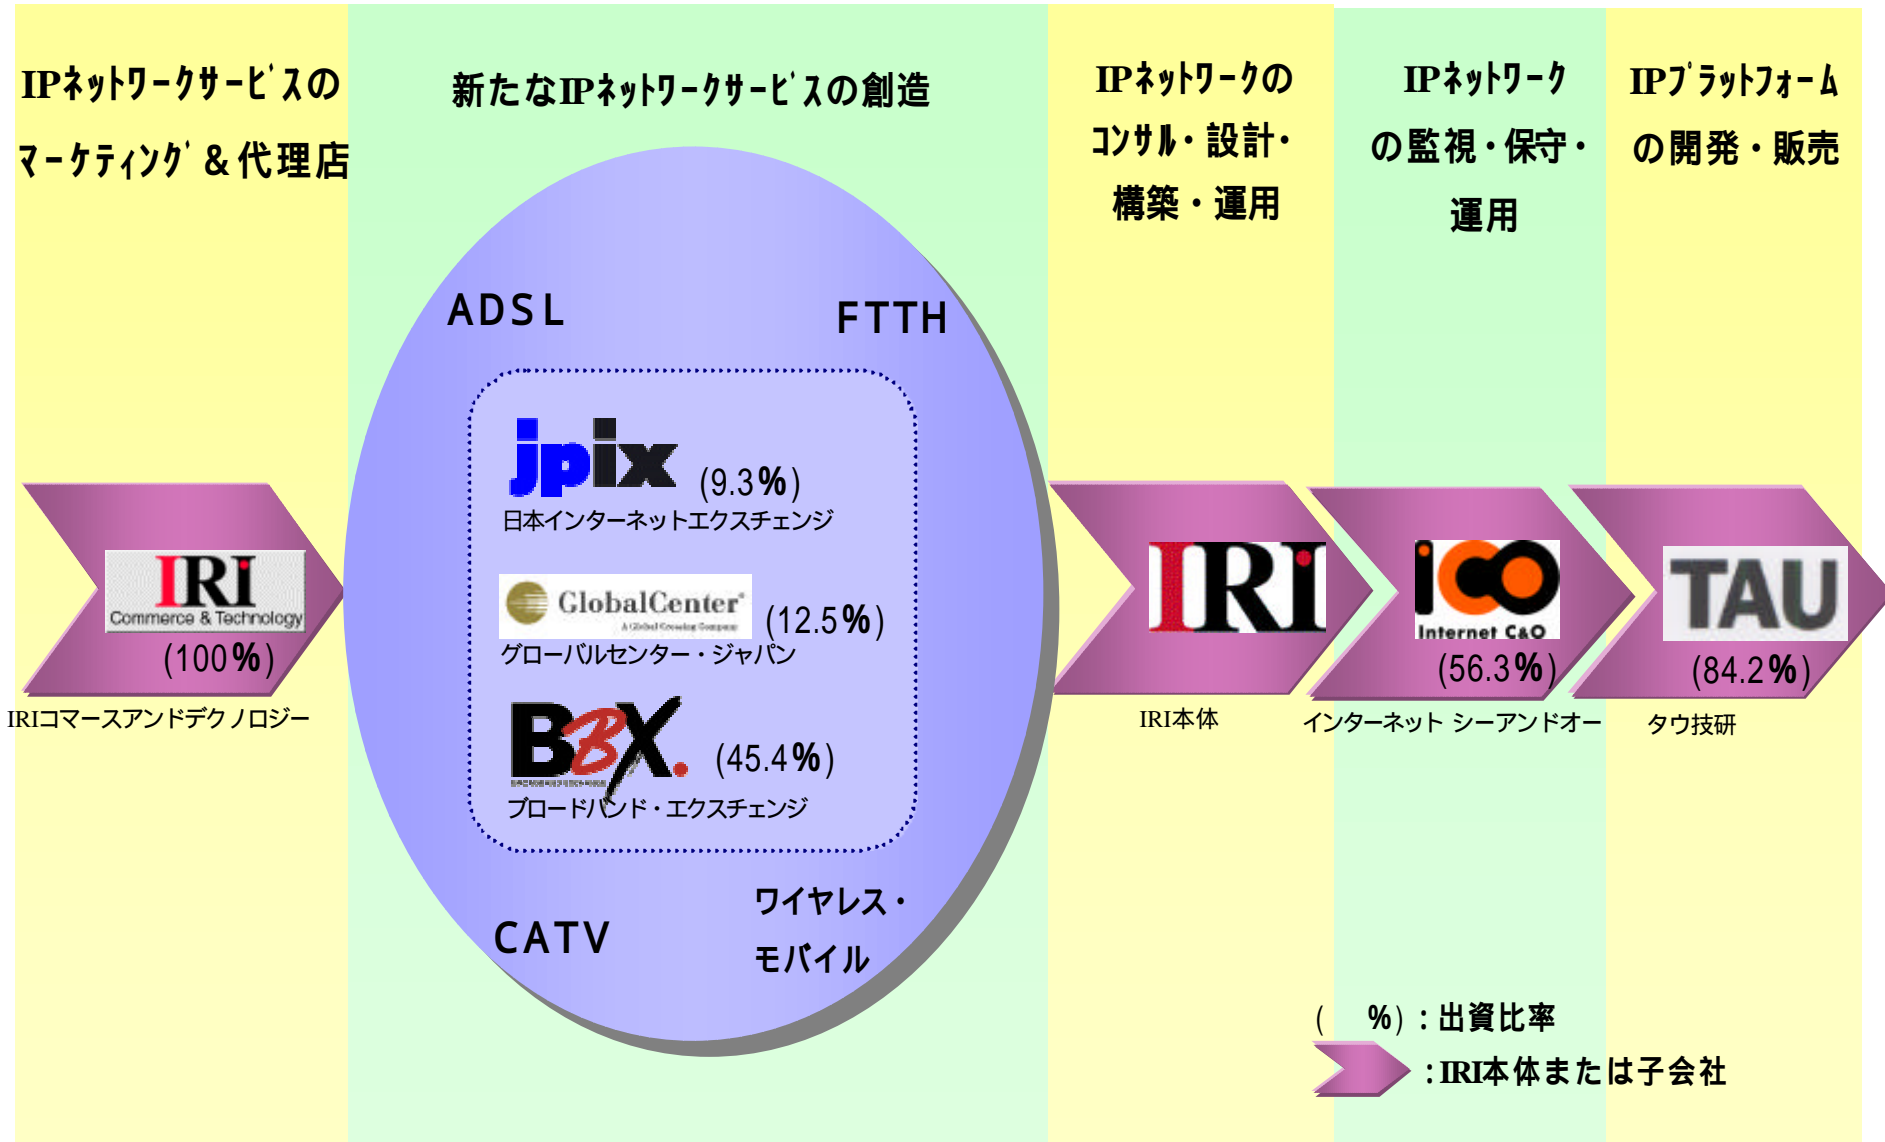 IPネットワークサービスの
マーケティング&代理店
新たなIPネットワークサービスの創造
IPネットワークの
コンサル・設計・
構築・運用
IPネットワーク
の監視・保守・
運用
IPプラットフォーム
の開発・販売
ADSL
FTTH
jpix (9.3%)
日本インターネットエクスチェンジ
GlobalCenter
A Global Crossing Company
(12.5%)
グローバルセンター・ジャパン
BBX. (45.4%)
ブロードバンド・エクスチェンジ
CATV
ワイヤレス・
モバイル
IRI
Commerce & Technology
(100%)
IRIコマースアンドテクノロジー
IRI
IRI本体
ICO
Internet C&O
(56.3%)
インターネット シーアンドオー
TAU
(84.2%)
タウ技研
( %) : 出資比率
: IRI本体または子会社